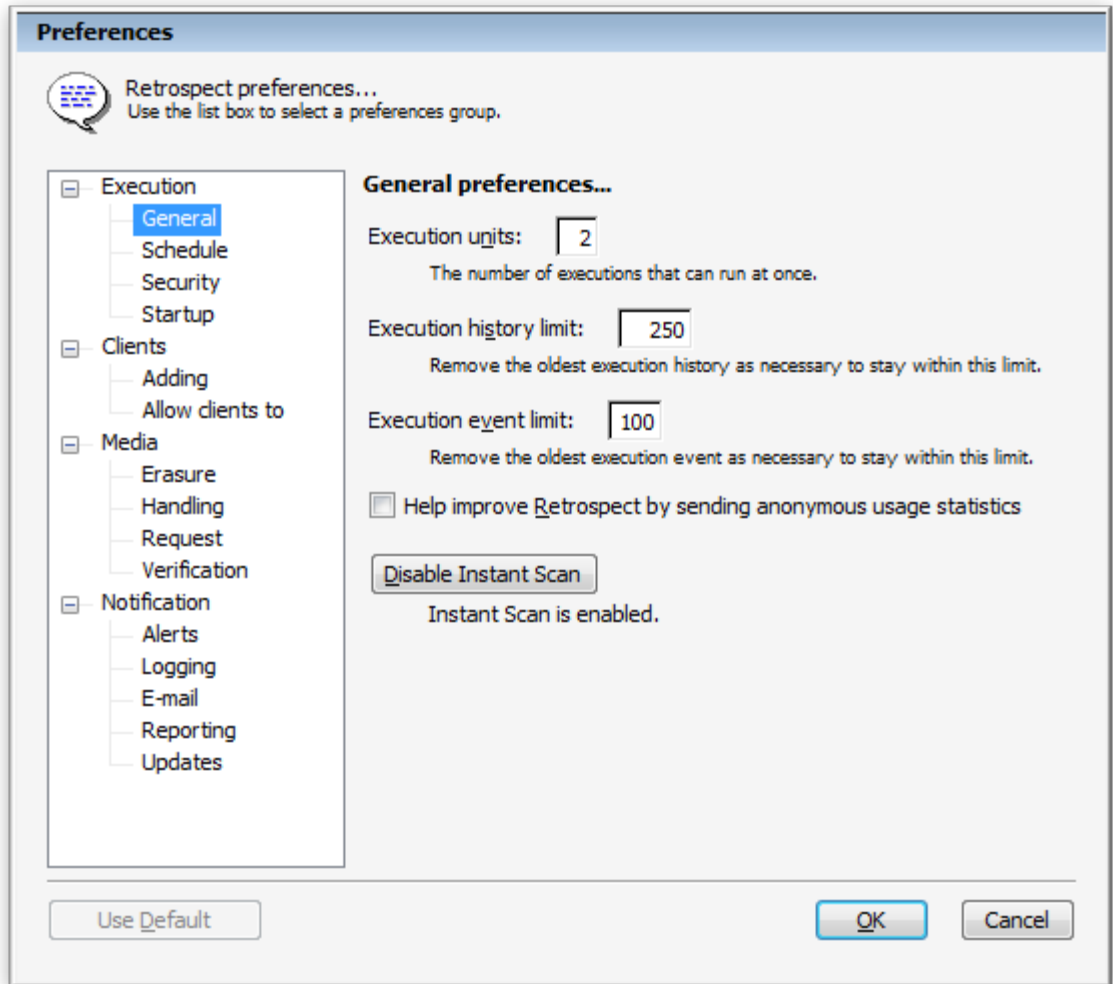 Preferences
Retrospect preferences...
Use the list box to select a preferences group.
Execution
General
Schedule
Security
Startup
Clients
Adding
Allow clients to
Media
Erasure
Handling
Request
Verification
Notification
Alerts
Logging
E-mail
Reporting
Updates
General preferences...
Execution units: 2
The number of executions that can run at once.
Execution history limit: 250
Remove the oldest execution history as necessary to stay within this limit.
Execution event limit: 100
Remove the oldest execution event as necessary to stay within this limit.
Help improve Retrospect by sending anonymous usage statistics
Disable Instant Scan
Instant Scan is enabled.
Use Default
OK
Cancel